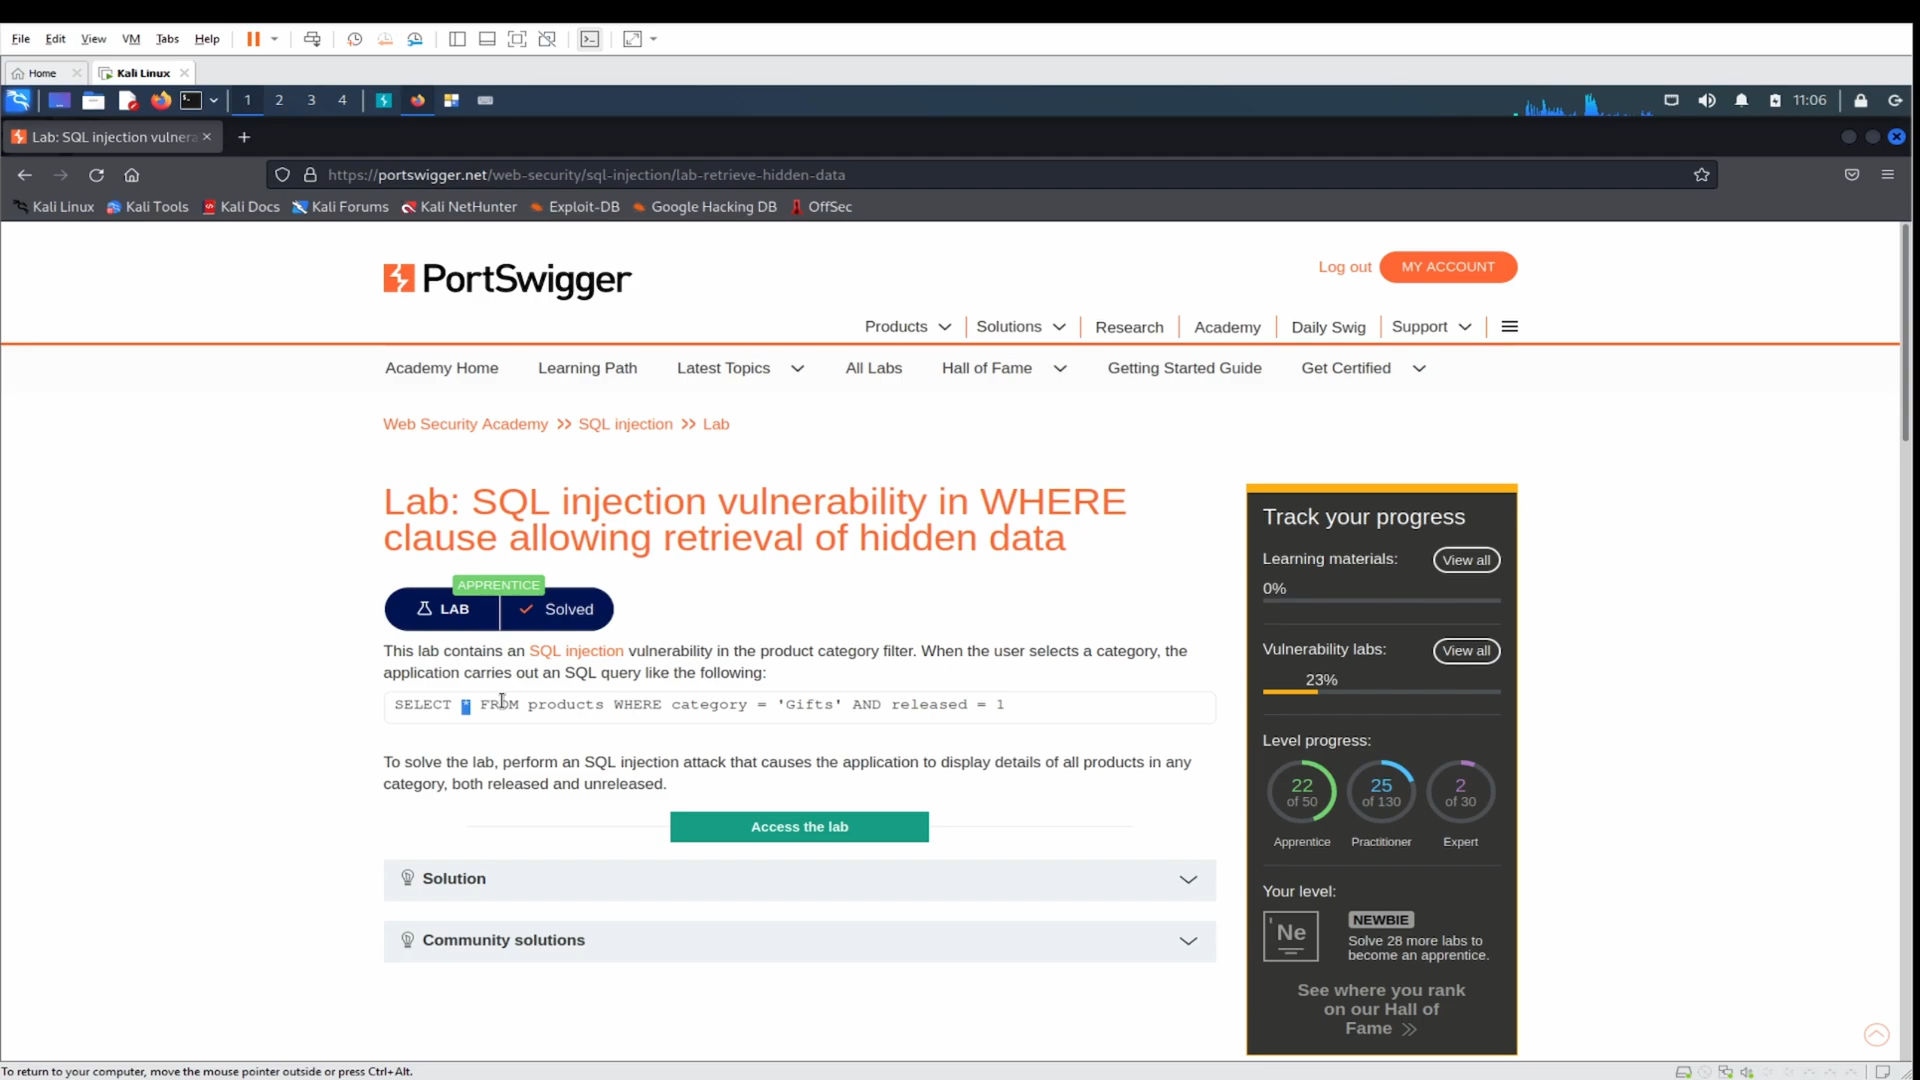 File Edit View VM Tabs Help
Home Kali Linux
1 2 3 4 11:06
Lab: SQL injection vulnera
https://portswigger.net/web-security/sql-injection/lab-retrieve-hidden-data
Kali Linux Kali Tools Kali Docs Kali Forums Kali NetHunter Exploit-DB Google Hacking DB OffSec
PortSwigger
Log out MY ACCOUNT
Products Solutions Research Academy Daily Swig Support
Academy Home Learning Path Latest Topics All Labs Hall of Fame Getting Started Guide Get Certified
Web Security Academy >> SQL injection >> Lab
Lab: SQL injection vulnerability in WHERE
clause allowing retrieval of hidden data
APPRENTICE
LAB Solved
This lab contains an SQL injection vulnerability in the product category filter. When the user selects a category, the
application carries out an SQL query like the following:
SELECT * FROM products WHERE category = 'Gifts' AND released = 1
To solve the lab, perform an SQL injection attack that causes the application to display details of all products in any
category, both released and unreleased.
Access the lab
Solution
Community solutions
Track your progress
Learning materials: View all
0%
Vulnerability labs: View all
23%
Level progress:
22 of 50 25 of 130 2 of 30
Apprentice Practitioner Expert
Your level:
Ne
NEWBIE
Solve 28 more labs to
become an apprentice.
See where you rank
on our Hall of
Fame >>
To return to your computer, move the mouse pointer outside or press Ctrl+Alt.